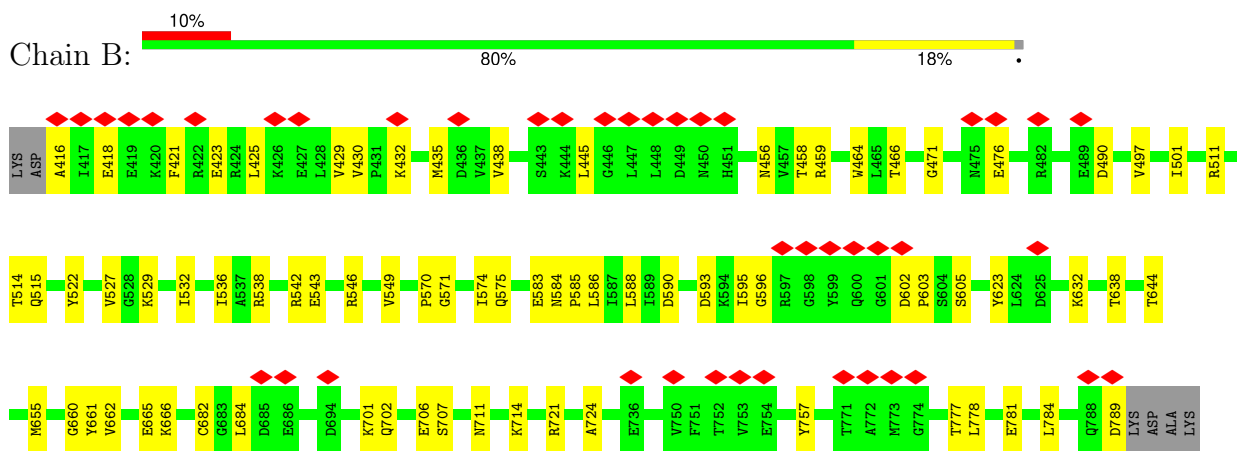 10%
Chain B:
80% 18% •
LYS ASP A416 I417 E418 E419 K420 F421 R422 E423 R424 L425 K426 E427 L428 V429 V430 P431 K432 M435 D436 V437 V438 S443 K444 L445 G446 L447 L448 D449 N450 H451 N456 V457 T458 R459 W464 L465 T466 G471 N475 E476 R482 E489 D490 V497 I501 R511
T514 Q515 Y522 V527 G528 K529 I532 I536 A537 R538 R542 E543 R546 V549 P570 G571 I574 Q575 E583 N584 P585 L586 I587 L588 I589 D590 D593 K594 I595 G596 R597 G598 Y599 Q600 G601 D602 P603 S604 S605 Y623 L624 D625 K632 T638 T644
M655 G660 Y661 V662 E665 K666 C682 G683 L684 D685 E686 D694 K701 Q702 E706 S707 N711 K714 R721 A724 E736 V750 F751 T752 V753 E754 Y757 T771 A772 M773 G774 T777 L778 E781 L784 Q788 D789 LYS ASP ALA LYS